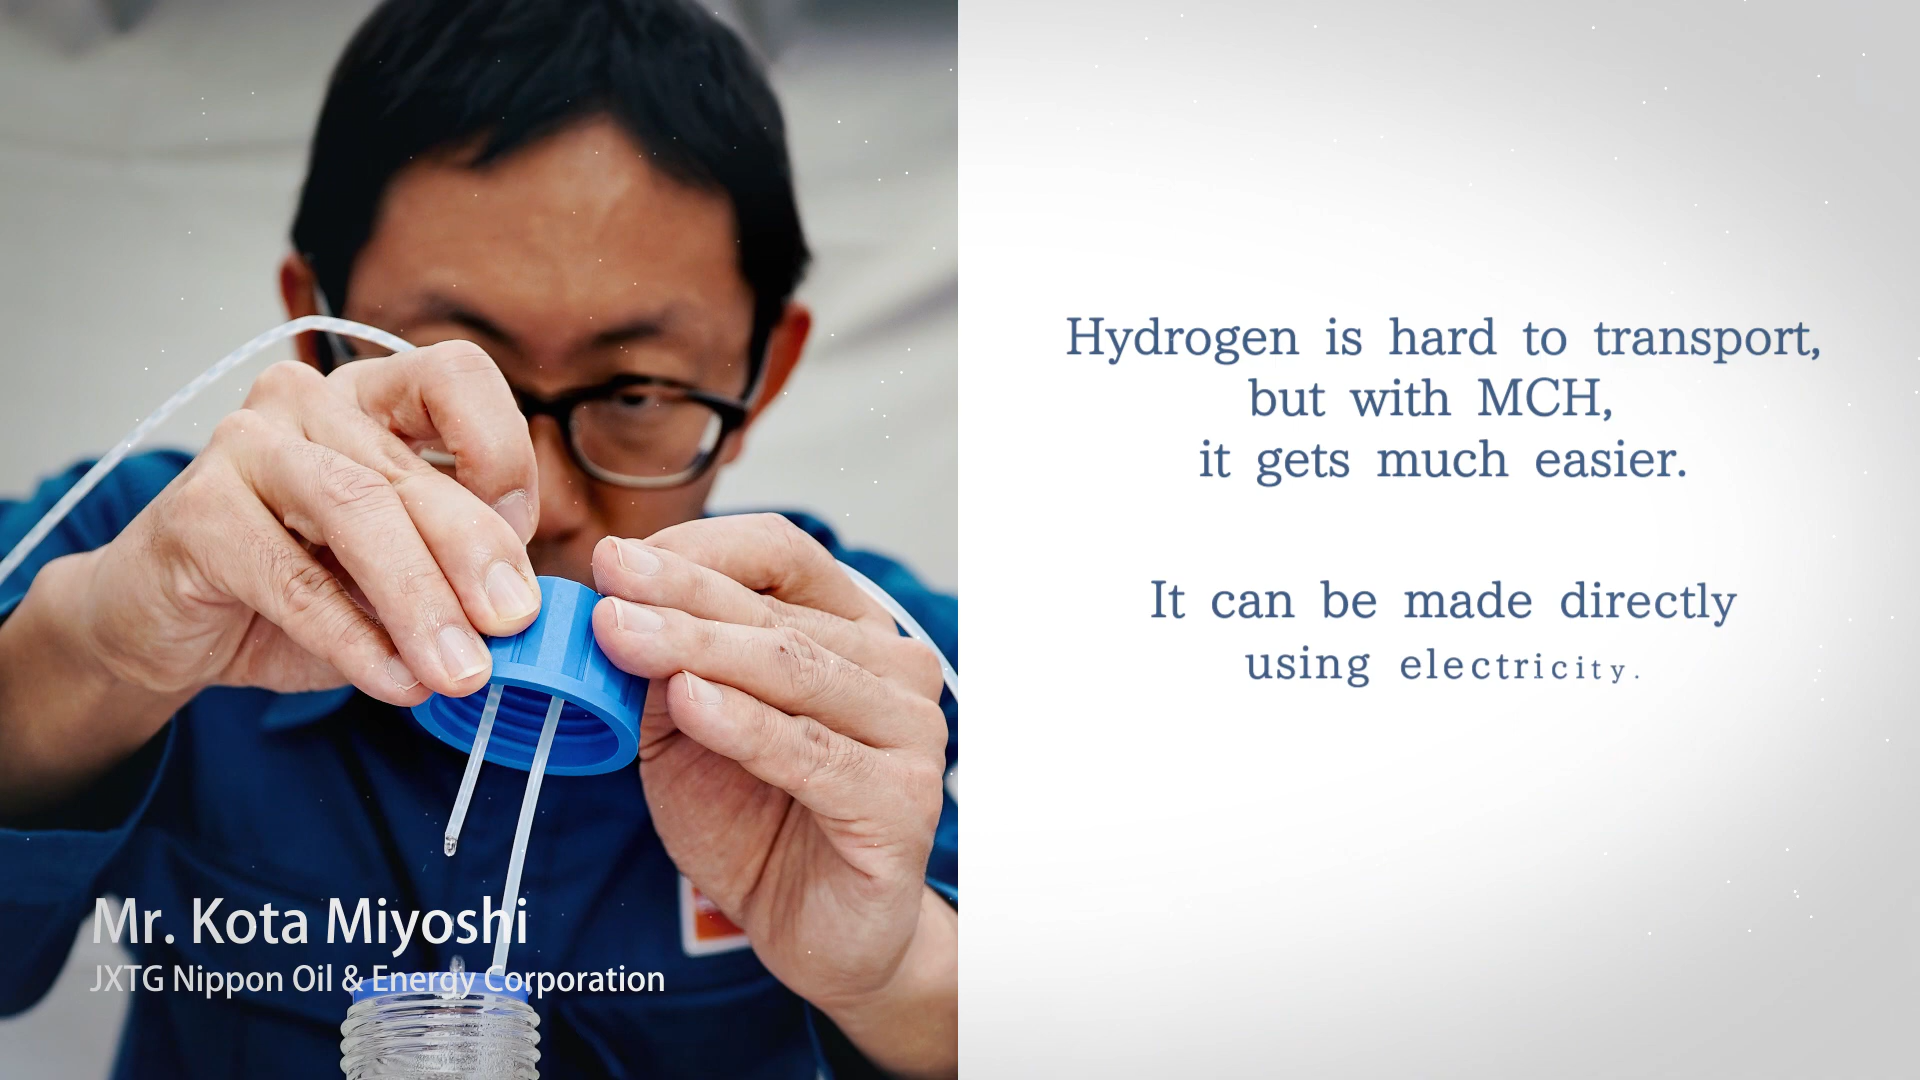 Mr. Kota Miyoshi
JXTG Nippon Oil & Energy Corporation
Hydrogen is hard to transport,
but with MCH,
it gets much easier.
It can be made directly
using electricity.